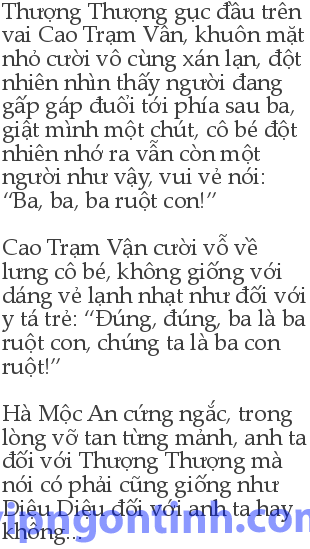 Thượng Thượng gục đầu trên
vai Cao Trạm Vân, khuôn mặt
nhỏ cười vô cùng xán lạn, đột
nhiên nhìn thấy người đang
gấp gáp đuổi tới phía sau ba,
giật mình một chút, cô bé đột
nhiên nhớ ra vẫn còn một
người như vậy, vui vẻ nói:
“Ba, ba, ba ruột con!”
Cao Trạm Vận cười vỗ về
lưng cô bé, không giống với
dáng vẻ lạnh nhạt như đối với
y tá trẻ: “Đúng, đúng, ba là ba
ruột con, chúng ta là ba con
ruột!”
Hà Mộc An cứng ngắc, trong
lòng vỡ tan từng mảnh, anh ta
đối với Thượng Thượng mà
nói có phải cũng giống như
Diệu Diệu đối với anh ta hay
không...
vipngontinh.com